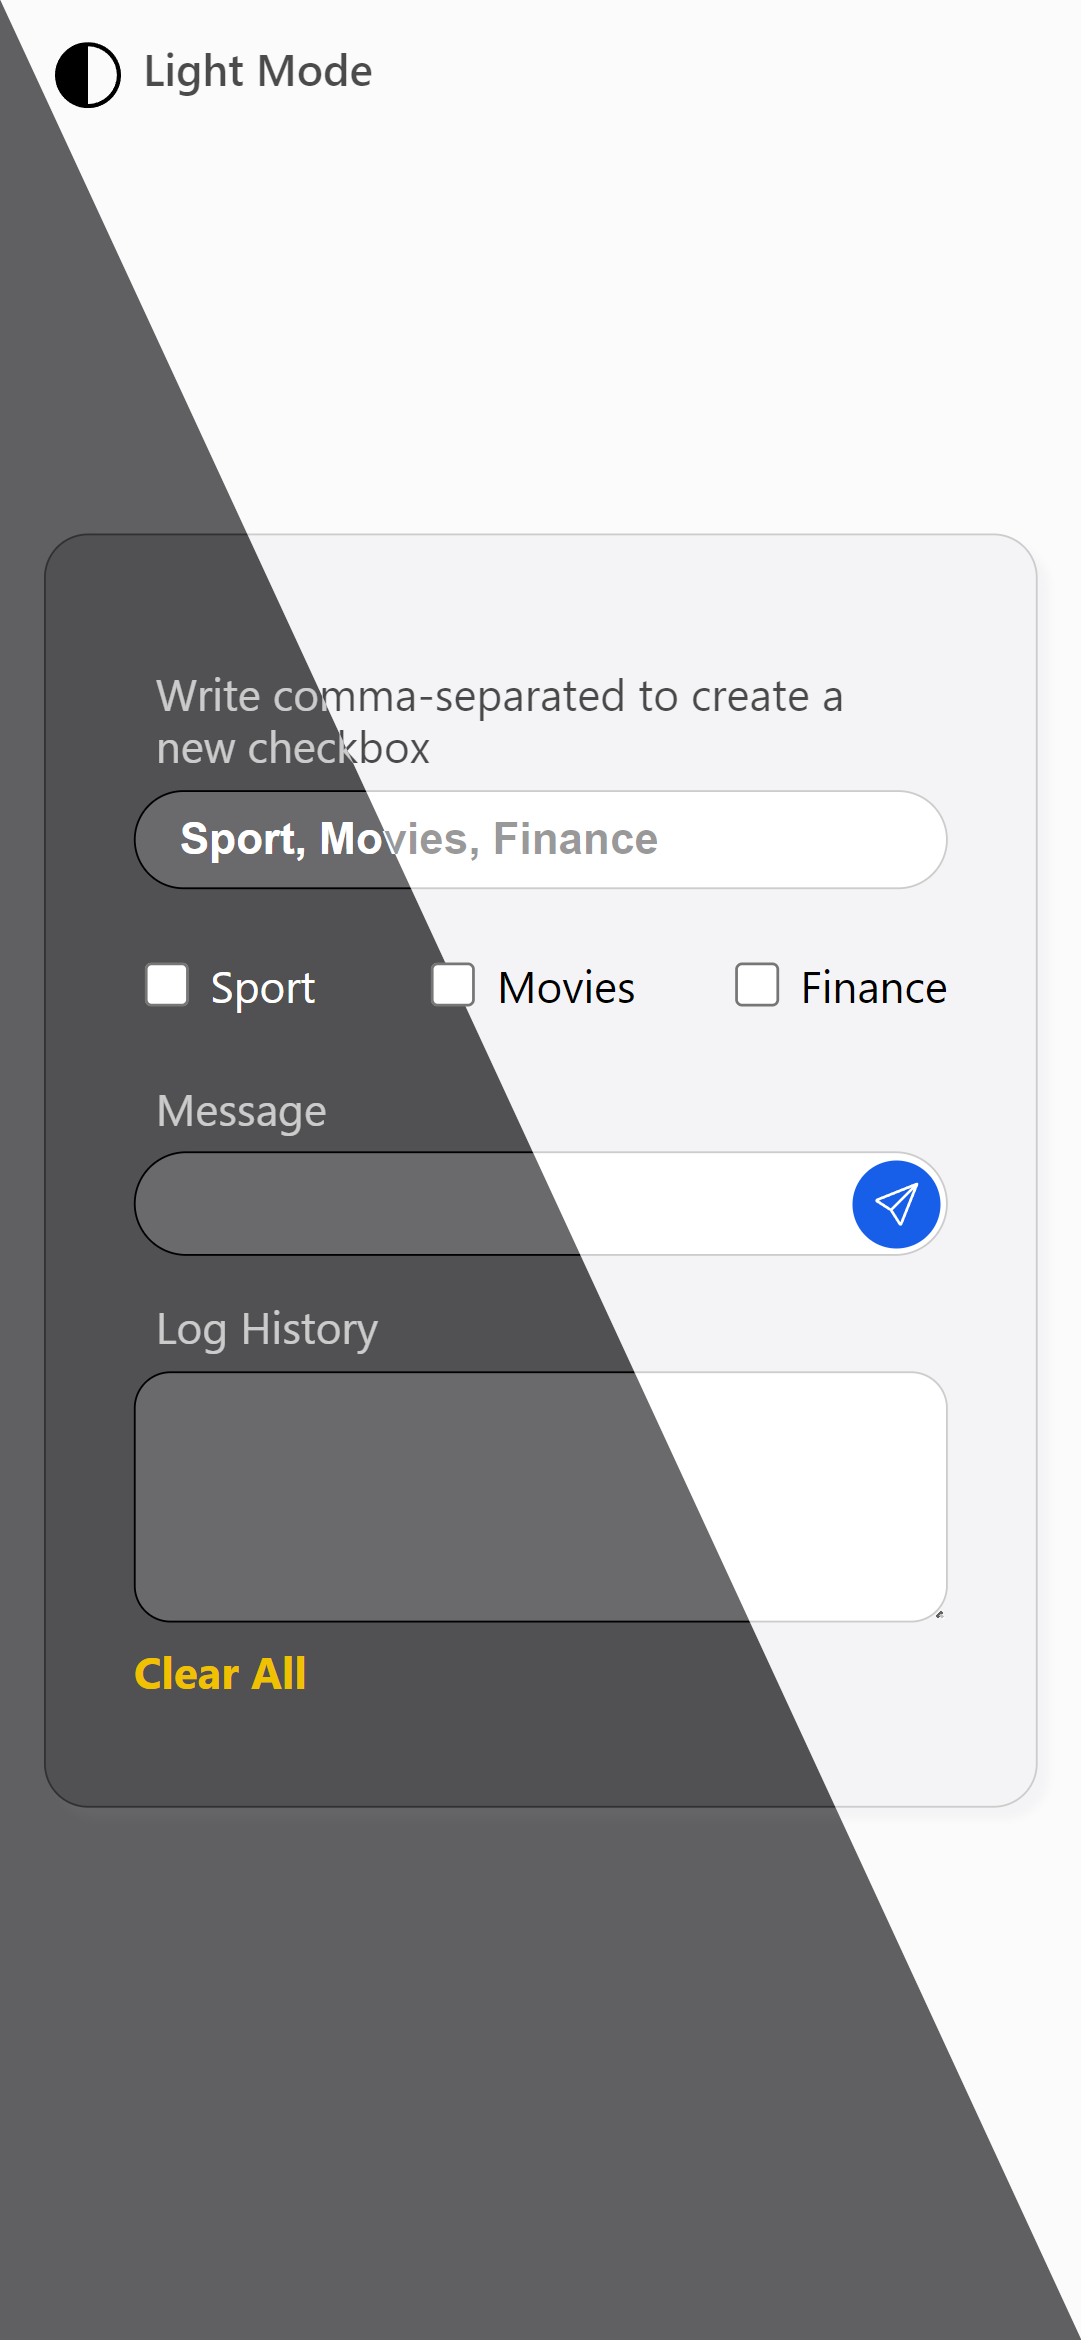 Light Mode
Write comma-separated to create a
new checkbox
Sport, Movies, Finance
Sport Movies Finance
Message
Log History
Clear All